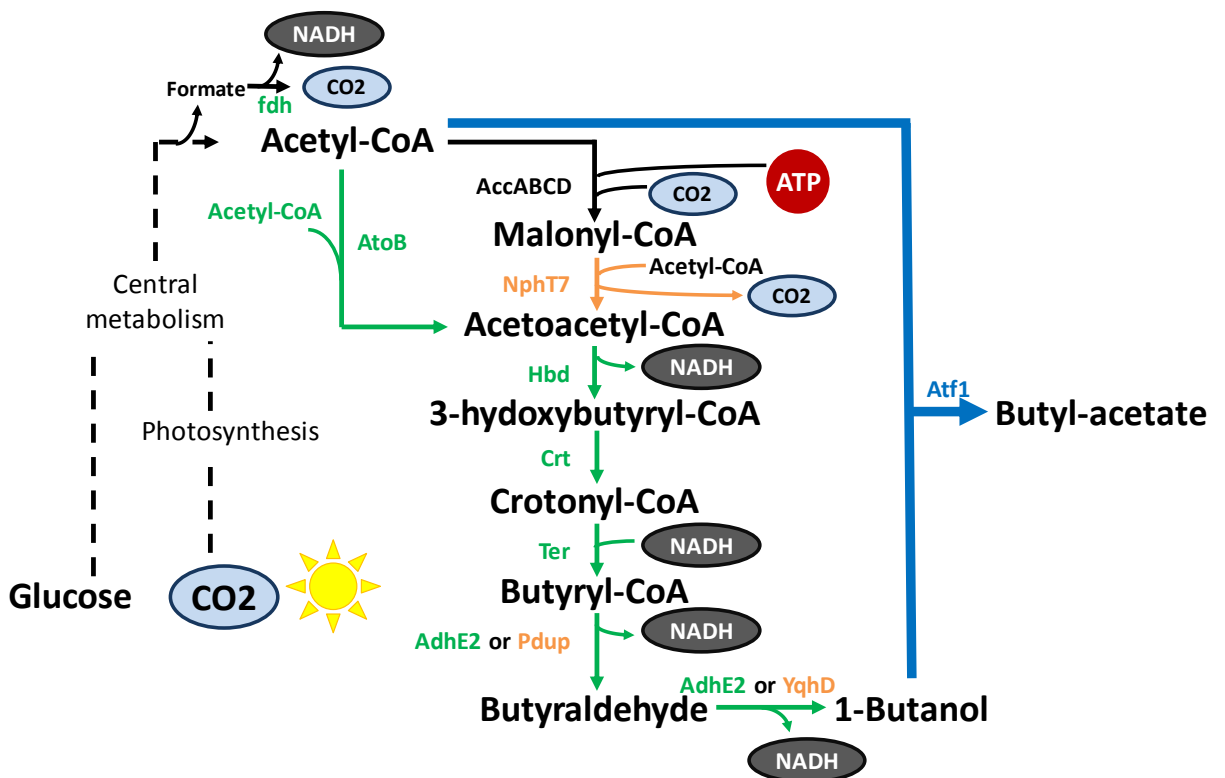 NADH
Formate
CO2
fdh
Acetyl-CoA
AccABCD
CO2
ATP
Acetyl-CoA
AtoB
Malonyl-CoA
NphT7
Acetyl-CoA
CO2
Central
metabolism
Acetoacetyl-CoA
Hbd
NADH
Atf1
3-hydoxybutyryl-CoA
Butyl-acetate
Photosynthesis
Crt
Crotonyl-CoA
Ter
NADH
Glucose
CO2
Butyryl-CoA
AdhE2 or Pdup
NADH
AdhE2 or YqhD
Butyraldehyde
1-Butanol
NADH